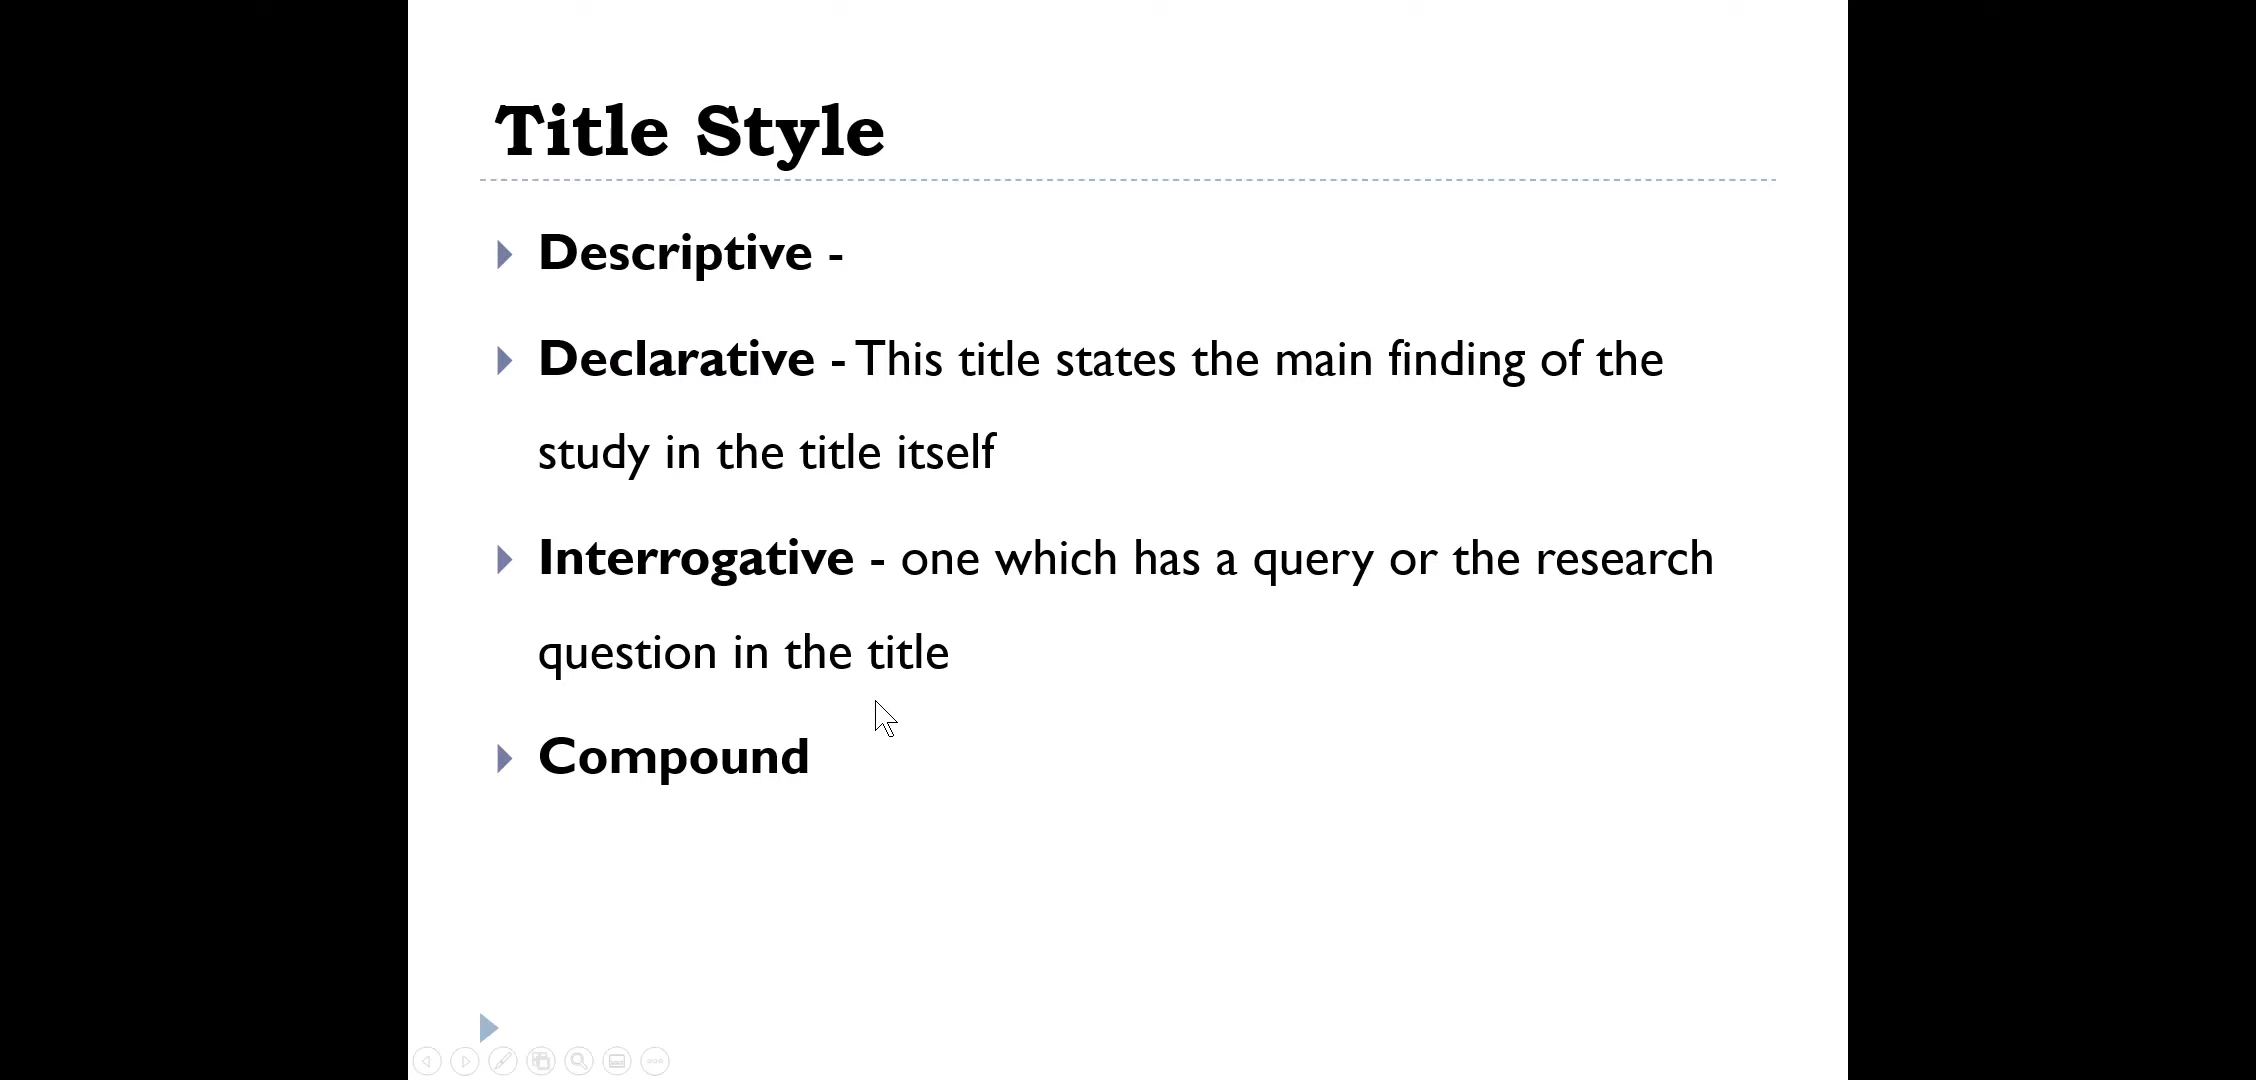 Title Style
Descriptive -
Declarative - This title states the main finding of the
study in the title itself
Interrogative - one which has a query or the research
question in the title
Compound